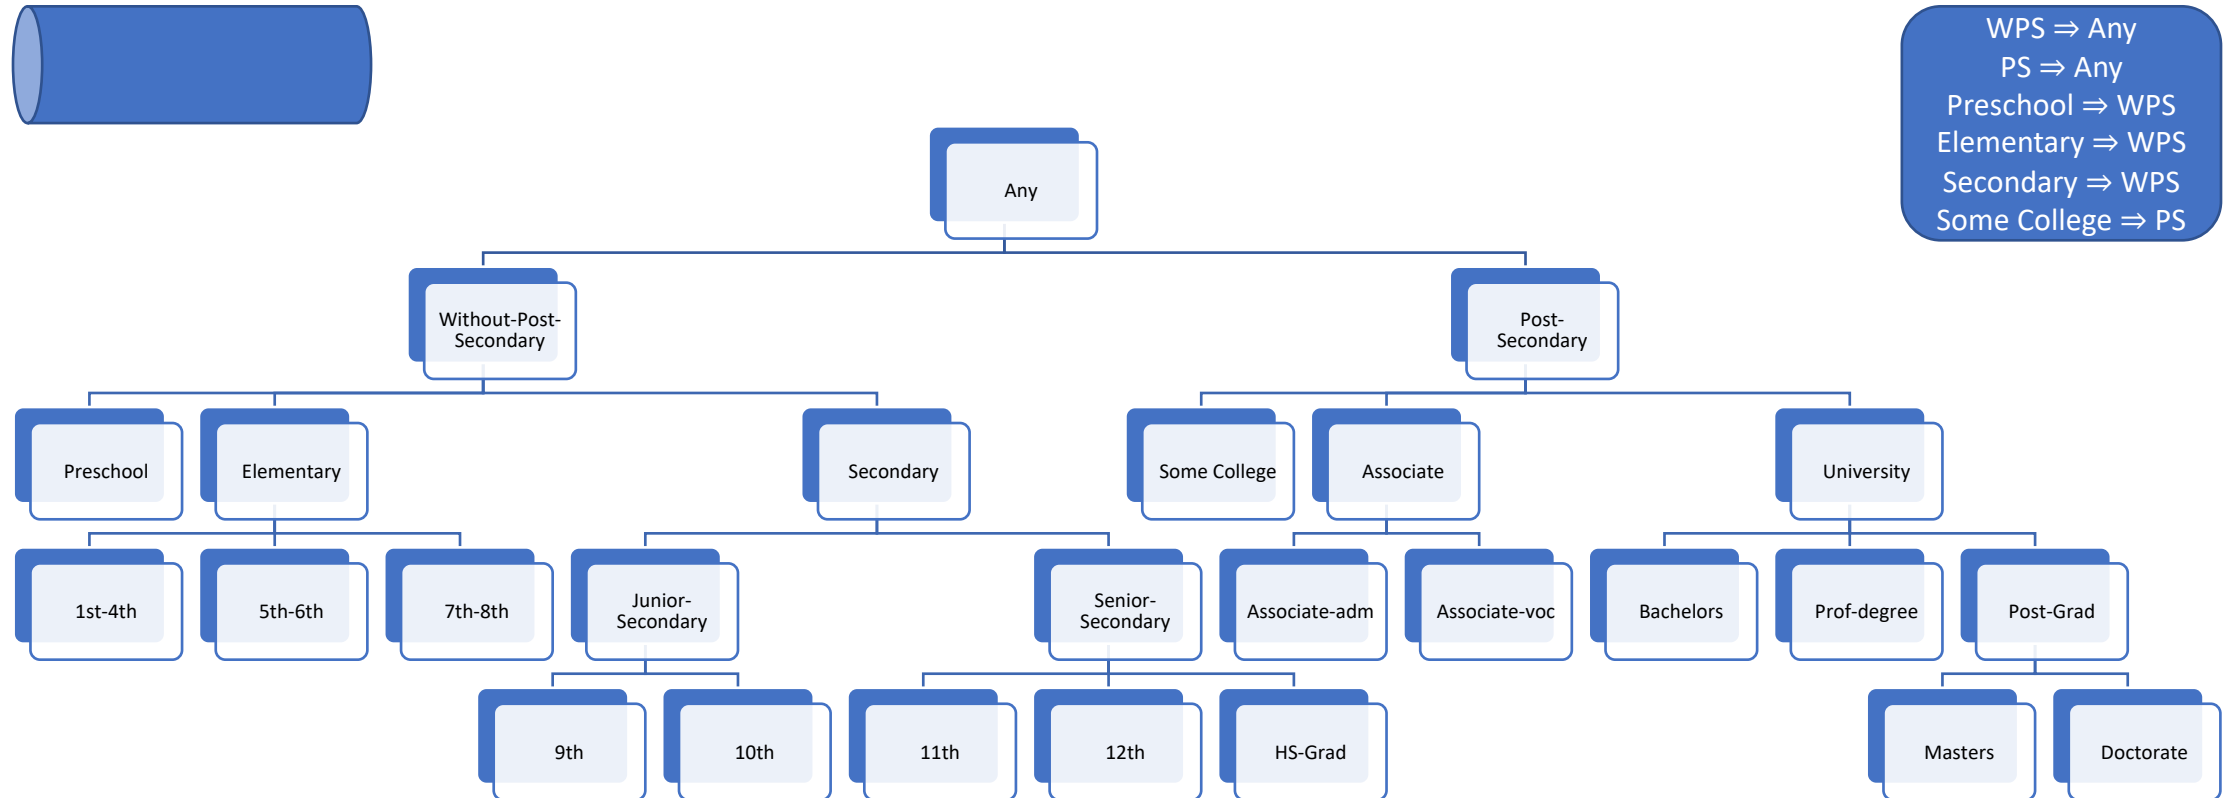 WPS ⇒ Any
PS ⇒ Any
Preschool ⇒ WPS
Elementary ⇒ WPS
Secondary ⇒ WPS
Some College ⇒ PS
Any
Without-Post-
Secondary
Post-
Secondary
Preschool
Elementary
Secondary
Some College
Associate
University
1st-4th
5th-6th
7th-8th
Junior-
Secondary
Senior-
Secondary
Associate-adm
Associate-voc
Bachelors
Prof-degree
Post-Grad
9th
10th
11th
12th
HS-Grad
Masters
Doctorate